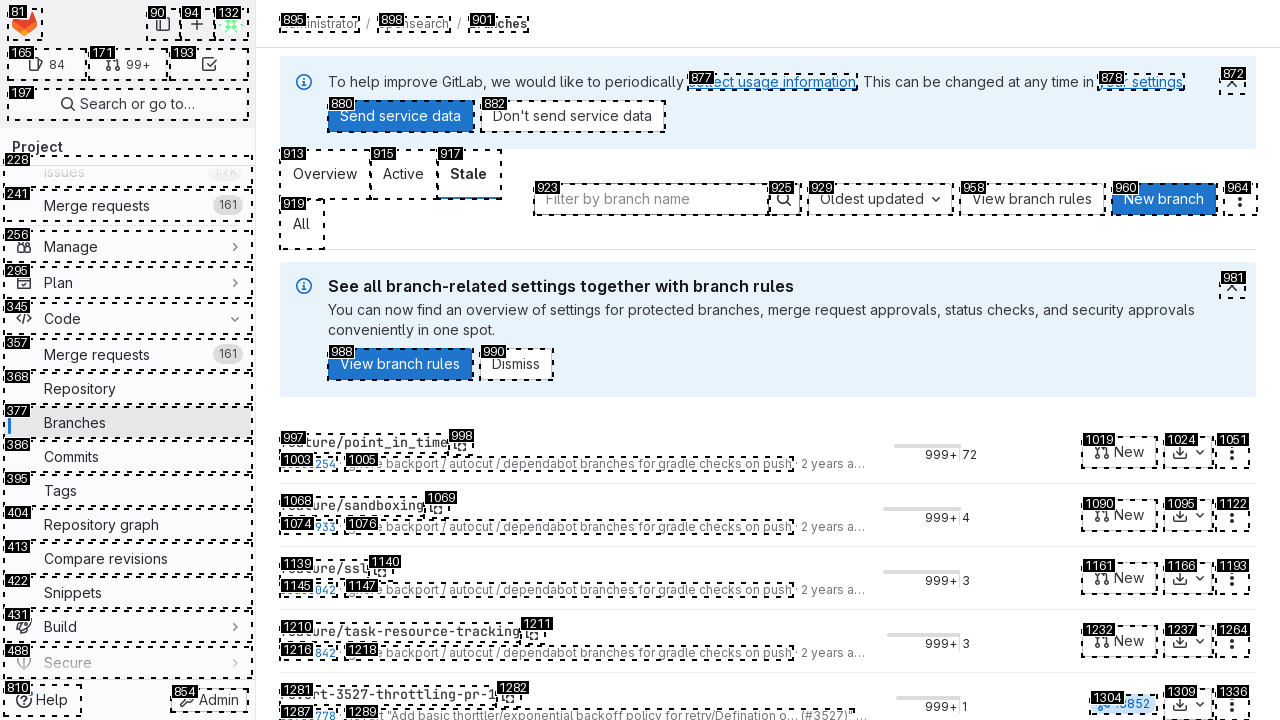 81
90
94
132
165
84
171
99+
193
197
Search or go to…
Project
228
Issues
1.7k
241
Merge requests
161
256
Manage
295
Plan
345
Code
357
Merge requests
161
368
Repository
377
Branches
386
Commits
395
Tags
404
Repository graph
413
Compare revisions
422
Snippets
431
Build
488
Secure
810
Help
854
Admin
895
Administrator
/
898
opensearch
/
901
Branches
To help improve GitLab, we would like to periodically 877 collect usage information. This can be changed at any time in 878 your settings.
872
880
Send service data
882
Don't send service data
913
Overview
915
Active
917
Stale
919
All
923
Filter by branch name
925
929
Oldest updated
958
View branch rules
960
New branch
964
See all branch-related settings together with branch rules
981
You can now find an overview of settings for protected branches, merge request approvals, status checks, and security approvals
conveniently in one spot.
988
View branch rules
990
Dismiss
997
feature/point_in_time
998
1003
254 ·
1005
backport / autocut / dependabot branches for gradle checks on push · 2 years a…
999+ 72
1019
New
1024
1051
1068
feature/sandboxing
1069
1074
933 ·
1076
backport / autocut / dependabot branches for gradle checks on push · 2 years a…
999+ 4
1090
New
1095
1122
1139
feature/ssl
1140
1145
042 ·
1147
backport / autocut / dependabot branches for gradle checks on push · 2 years a…
999+ 3
1161
New
1166
1193
1210
feature/task-resource-tracking
1211
1216
842 ·
1218
backport / autocut / dependabot branches for gradle checks on push · 2 years a…
999+ 3
1232
New
1237
1264
1281
revert-3527-throttling-pr-1
1282
1287
778 ·
1289
"Add basic thorttler/exponential backoff policy for retry/Defination o… (#3527)" ·
999+ 1
1304
3852
1309
1336